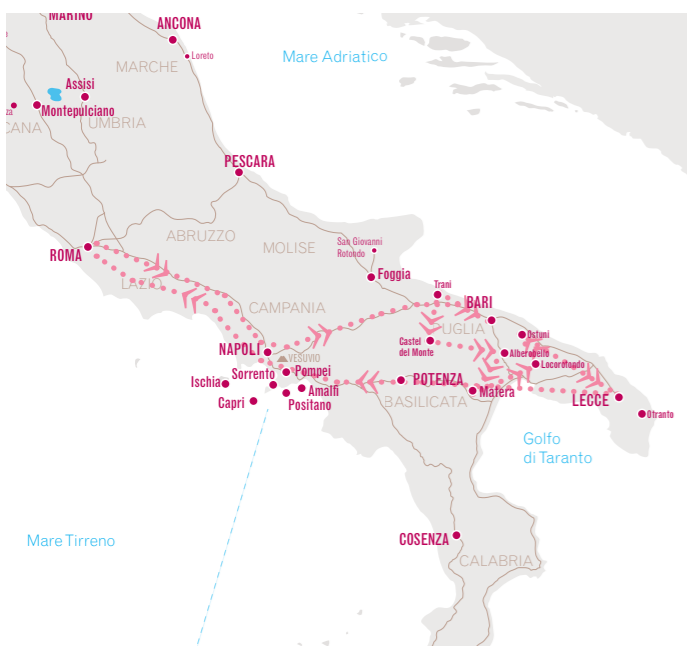 MARINO
ANCONA
Loreto
MARCHE
Mare Adriatico
Assisi
Montepulciano
CANA
UMBRIA
PESCARA
ABRUZZO
ROMA
MOLISE
San Giovanni
Rotondo
Foggia
LAZIO
CAMPANIA
Trani
BARI
UGLIA
Ostuni
Castel
del Monte
Alberobello
Locorotondo
NAPOLI
VESUVIO
Pompei
Ischia
Sorrento
Amalfi
Capri
Positano
POTENZA
BASILICATA
Matera
LECCE
Otranto
Golfo
di Taranto
Mare Tirreno
COSENZA
CALABRIA